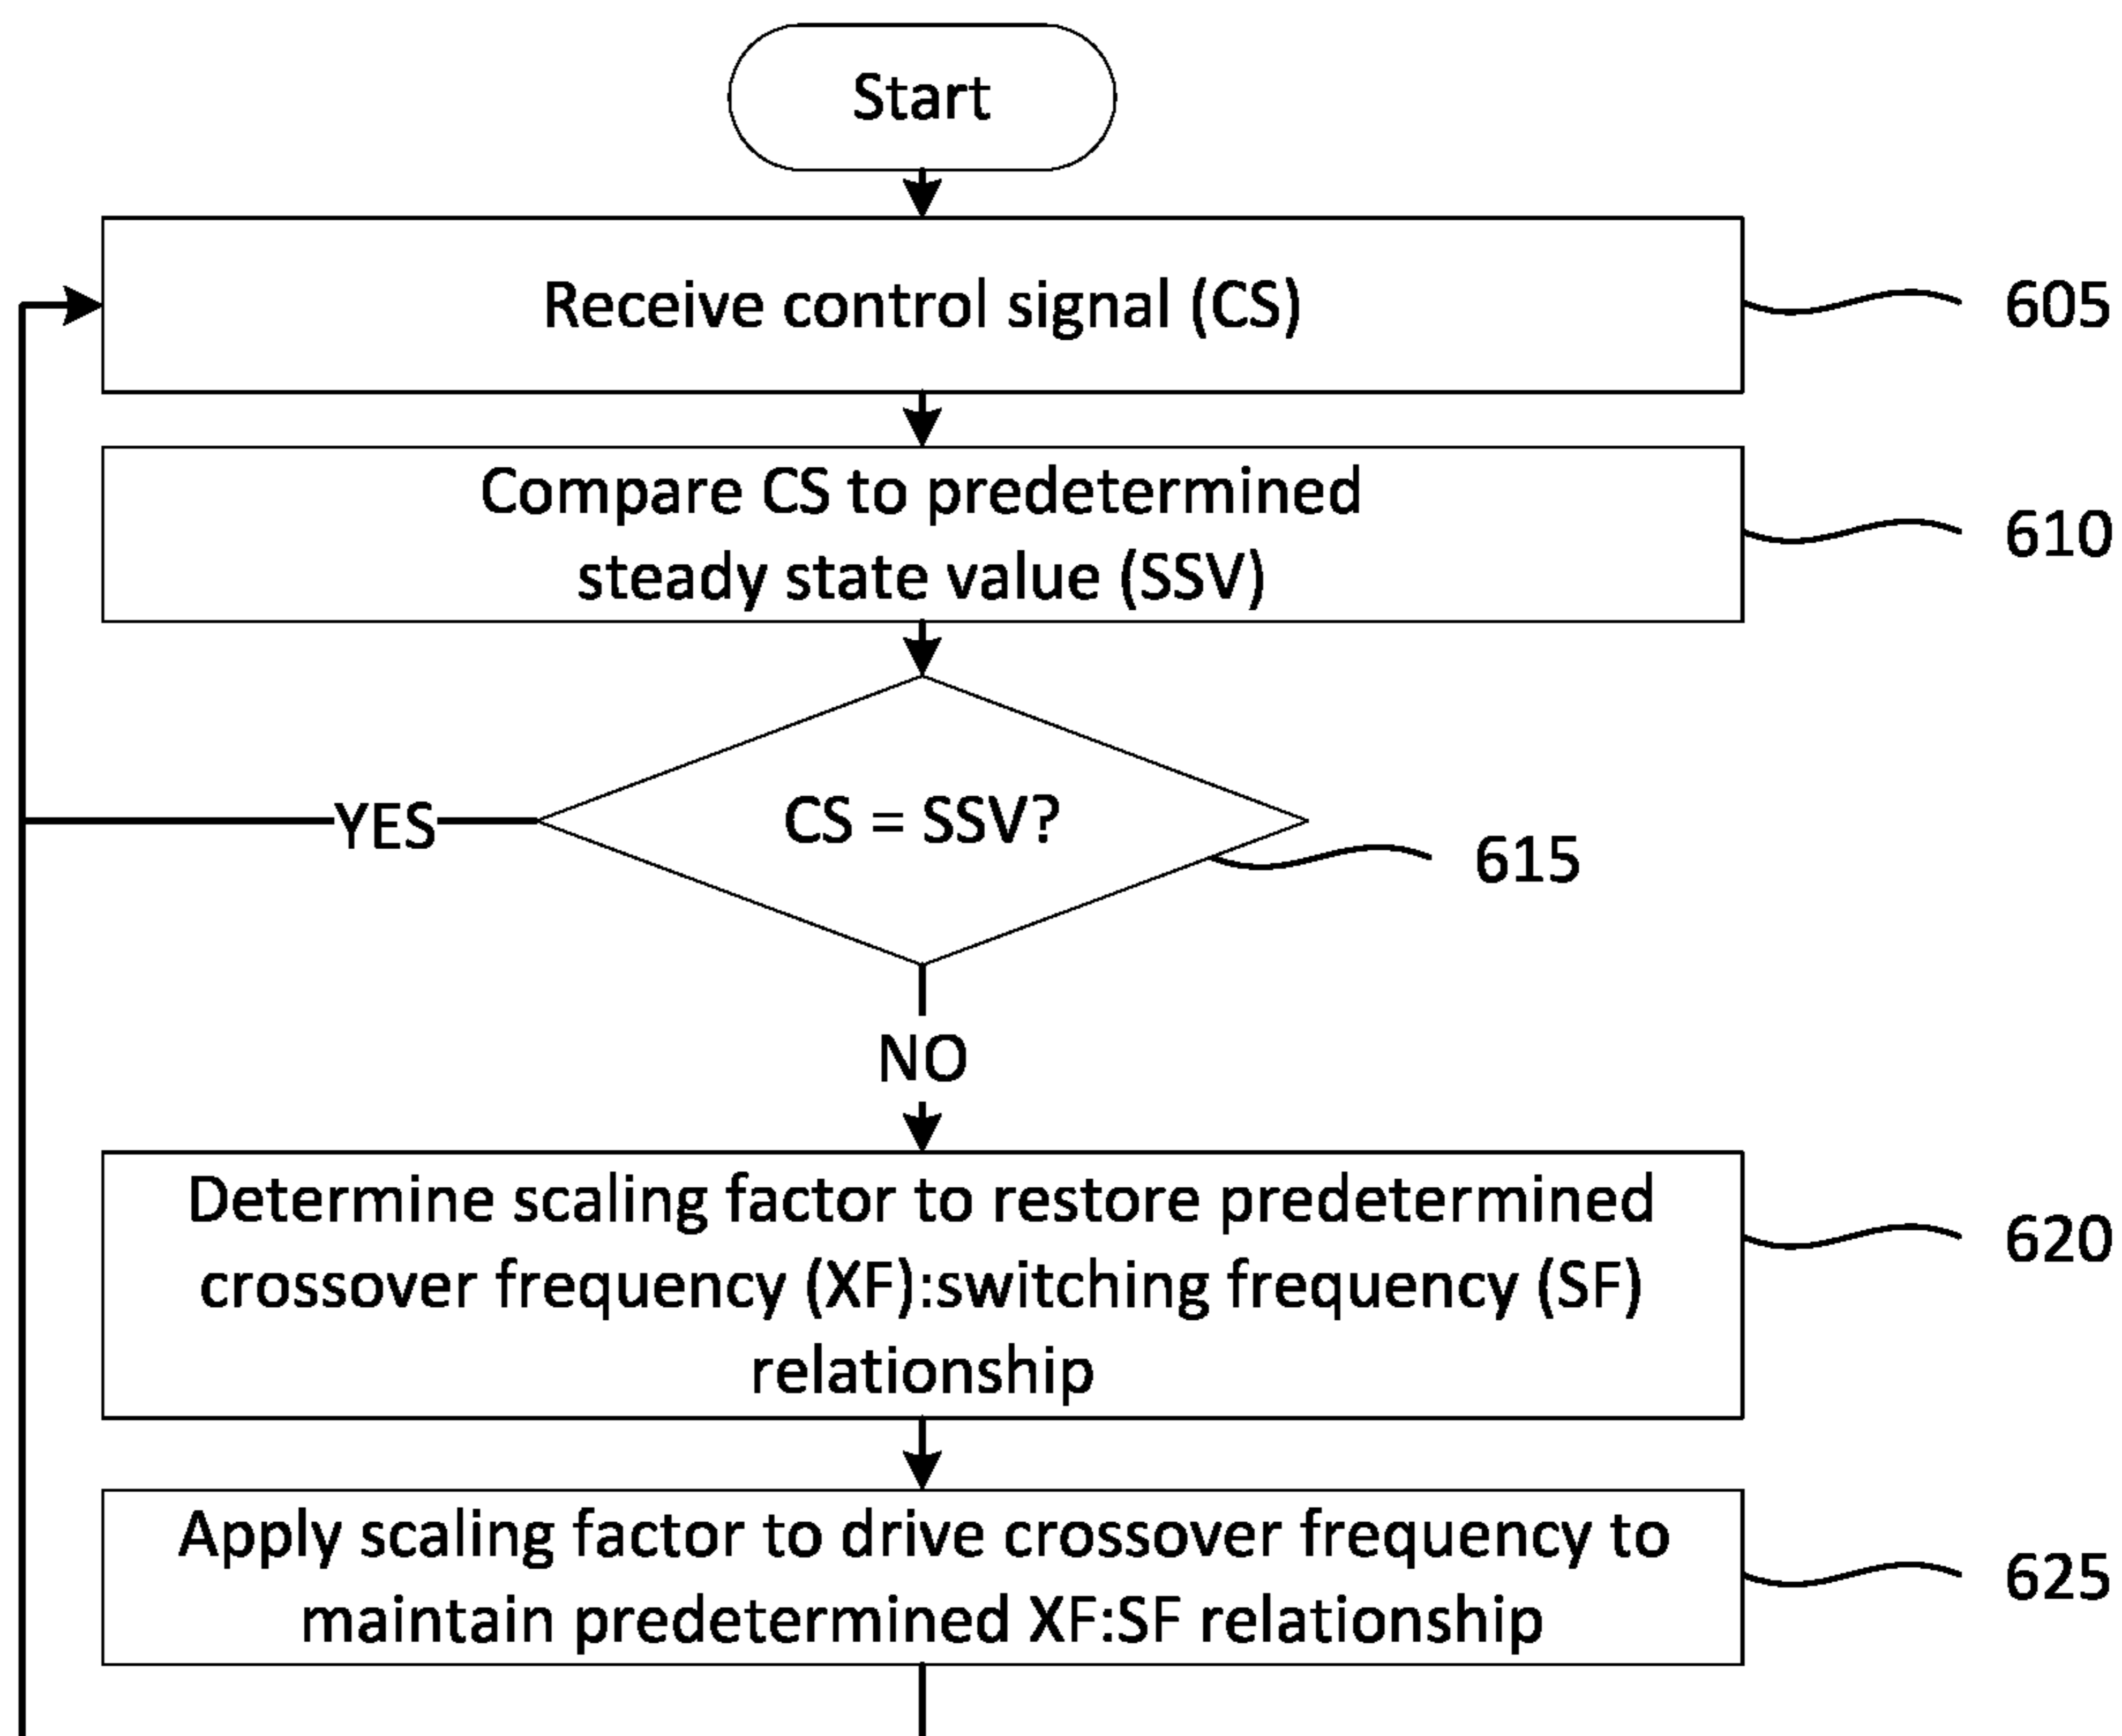 Start
Receive control signal (CS)
605
Compare CS to predetermined
steady state value (SSV)
610
CS = SSV?
YES
615
NO
Determine scaling factor to restore predetermined
crossover frequency (XF):switching frequency (SF)
relationship
620
Apply scaling factor to drive crossover frequency to
maintain predetermined XF:SF relationship
625